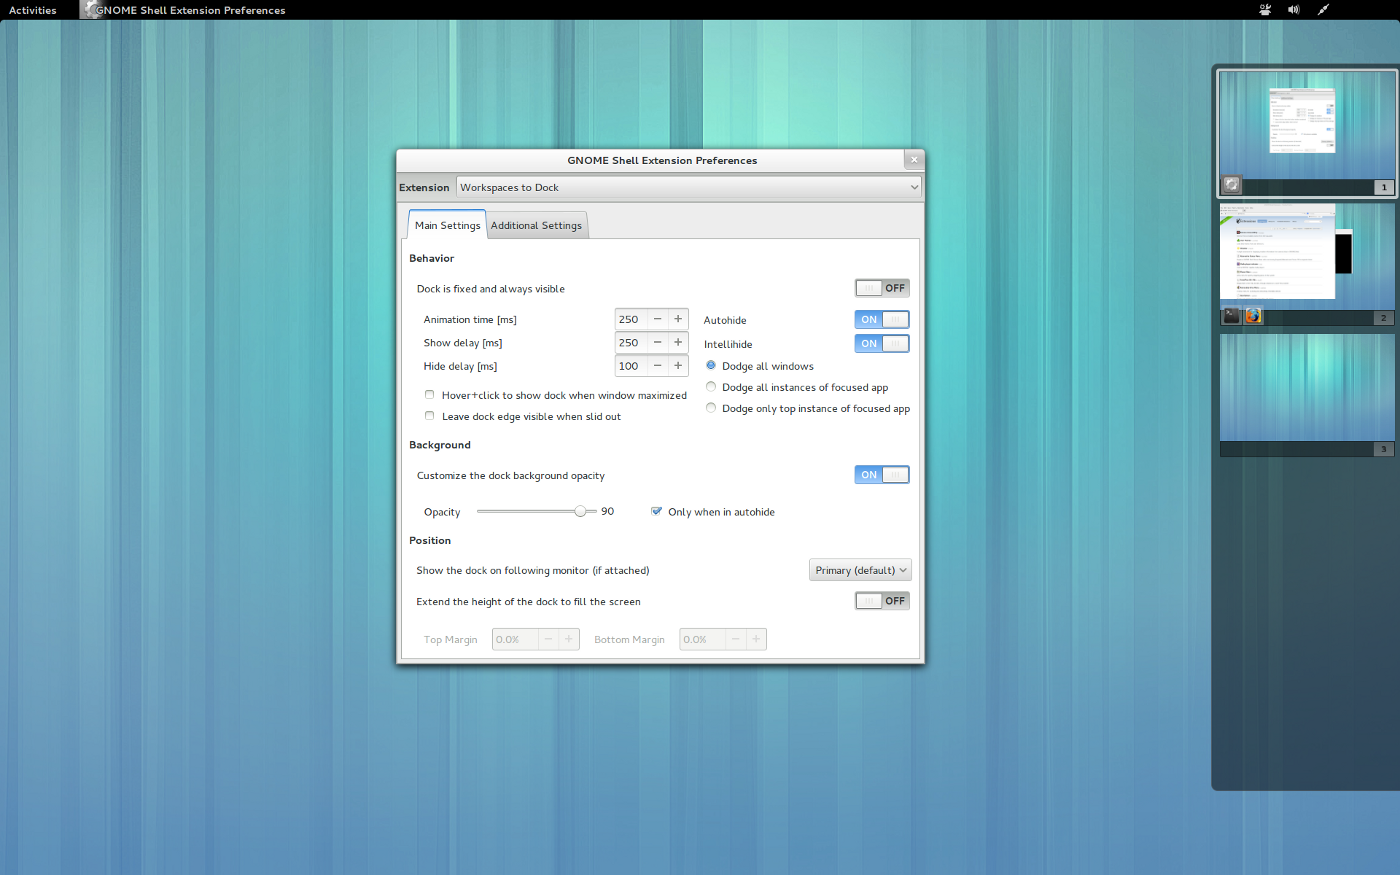 Activities GNOME Shell Extension Preferences
GNOME Shell Extension Preferences
Extension Workspaces to Dock
Main Settings Additional Settings
Behavior
Dock is fixed and always visible OFF
Animation time [ms] 250 Autohide ON
Show delay [ms] 250 Intellihide ON
Hide delay [ms] 100 Dodge all windows
Dodge all instances of focused app
Hover+click to show dock when window maximized
Dodge only top instance of focused app
Leave dock edge visible when slid out
Background
Customize the dock background opacity ON
Opacity 90 Only when in autohide
Position
Show the dock on following monitor (if attached) Primary (default)
Extend the height of the dock to fill the screen OFF
Top Margin 0.0% Bottom Margin 0.0%
1
2
3